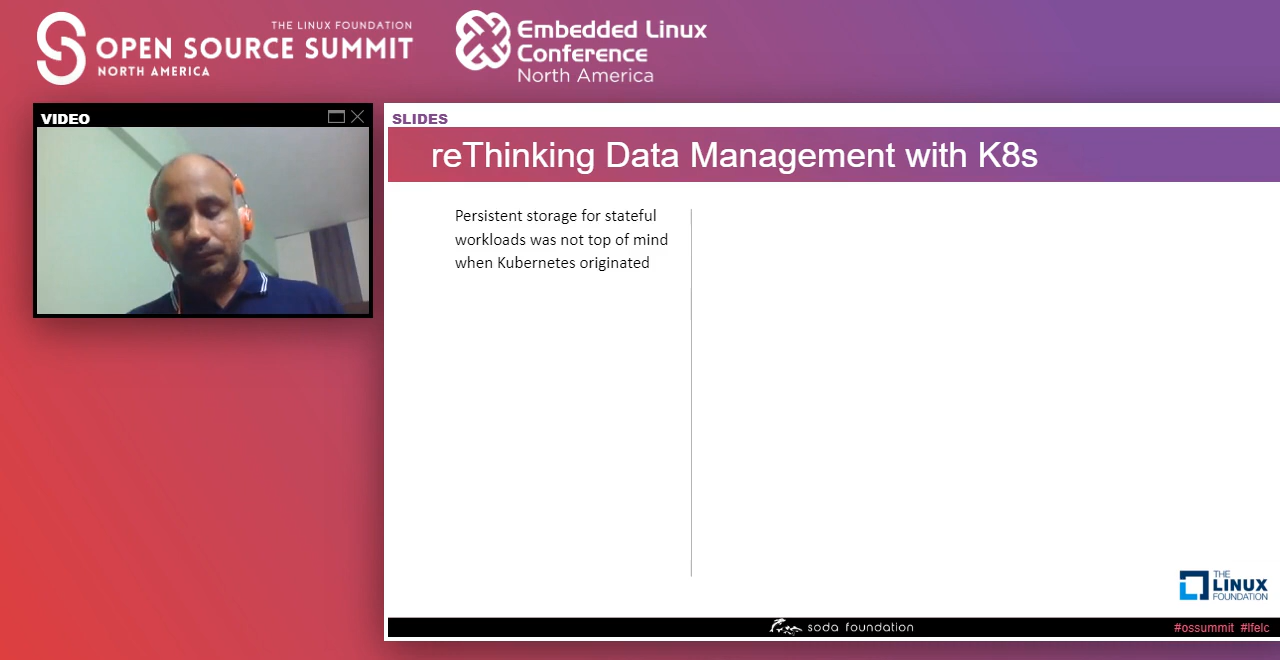 THE LINUX FOUNDATION
OPEN SOURCE SUMMIT
NORTH AMERICA
Embedded Linux
Conference
North America
VIDEO
SLIDES
reThinking Data Management with K8s
Persistent storage for stateful
workloads was not top of mind
when Kubernetes originated
THE
LINUX
FOUNDATION
soda foundation
#ossummit #lfelc